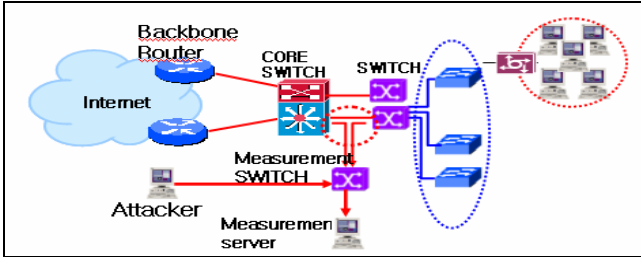 Backbone
Router
CORE
SWITCH
SWITCH
Internet
Measurement
SWITCH
Attacker
Measuremen
server